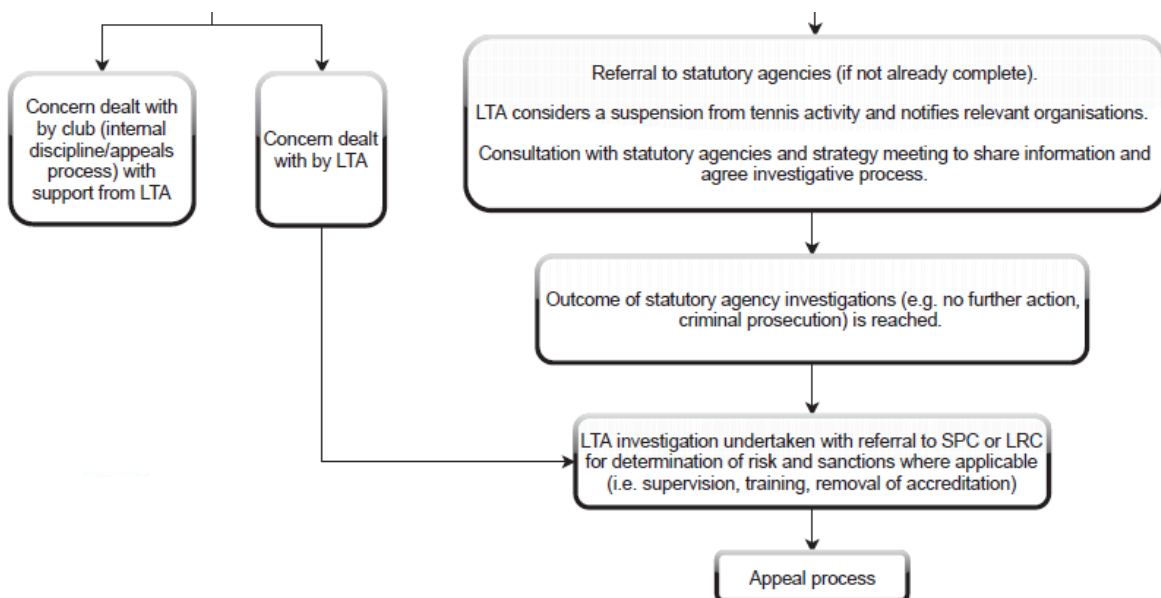 Concern dealt with
by club (internal
discipline/appeals
process) with
support from LTA
Concern dealt
with by LTA
Referral to statutory agencies (if not already complete).
LTA considers a suspension from tennis activity and notifies relevant organisations.
Consultation with statutory agencies and strategy meeting to share information and
agree investigative process.
Outcome of statutory agency investigations (e.g. no further action,
criminal prosecution) is reached.
LTA investigation undertaken with referral to SPC or LRC
for determination of risk and sanctions where applicable
(i.e. supervision, training, removal of accreditation)
Appeal process